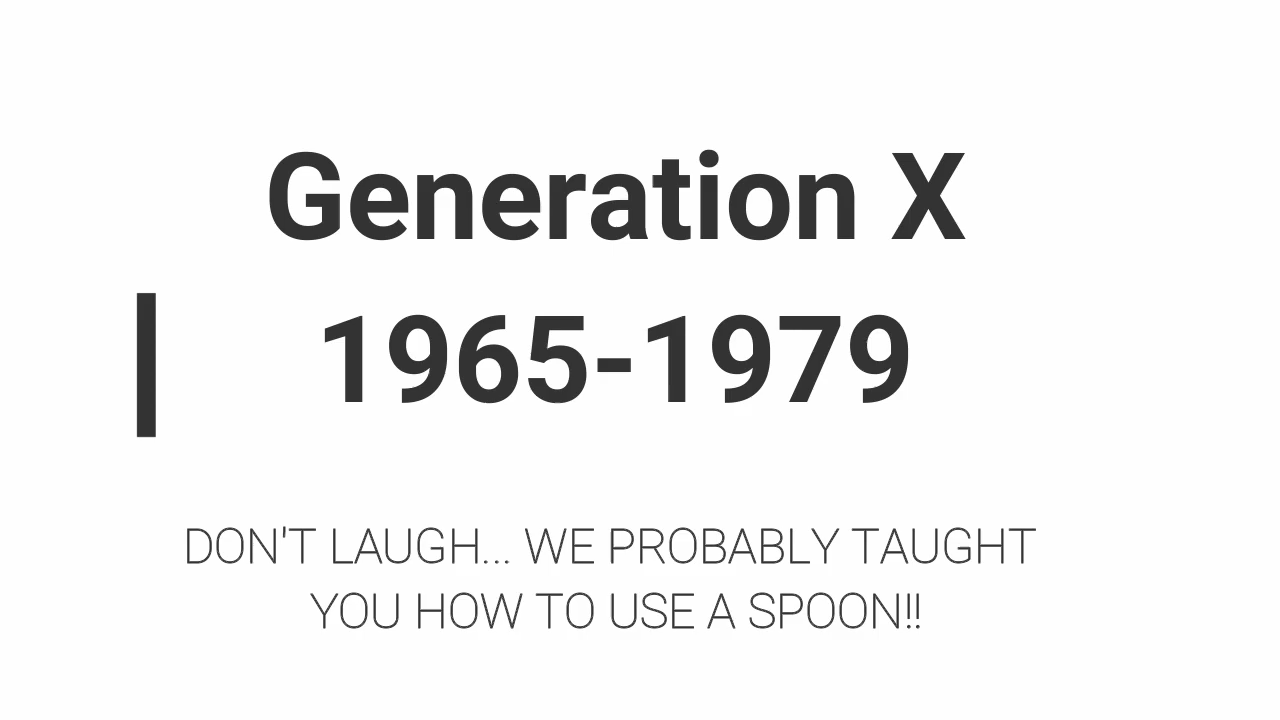 Generation X
1965-1979
DON'T LAUGH... WE PROBABLY TAUGHT
YOU HOW TO USE A SPOON!!